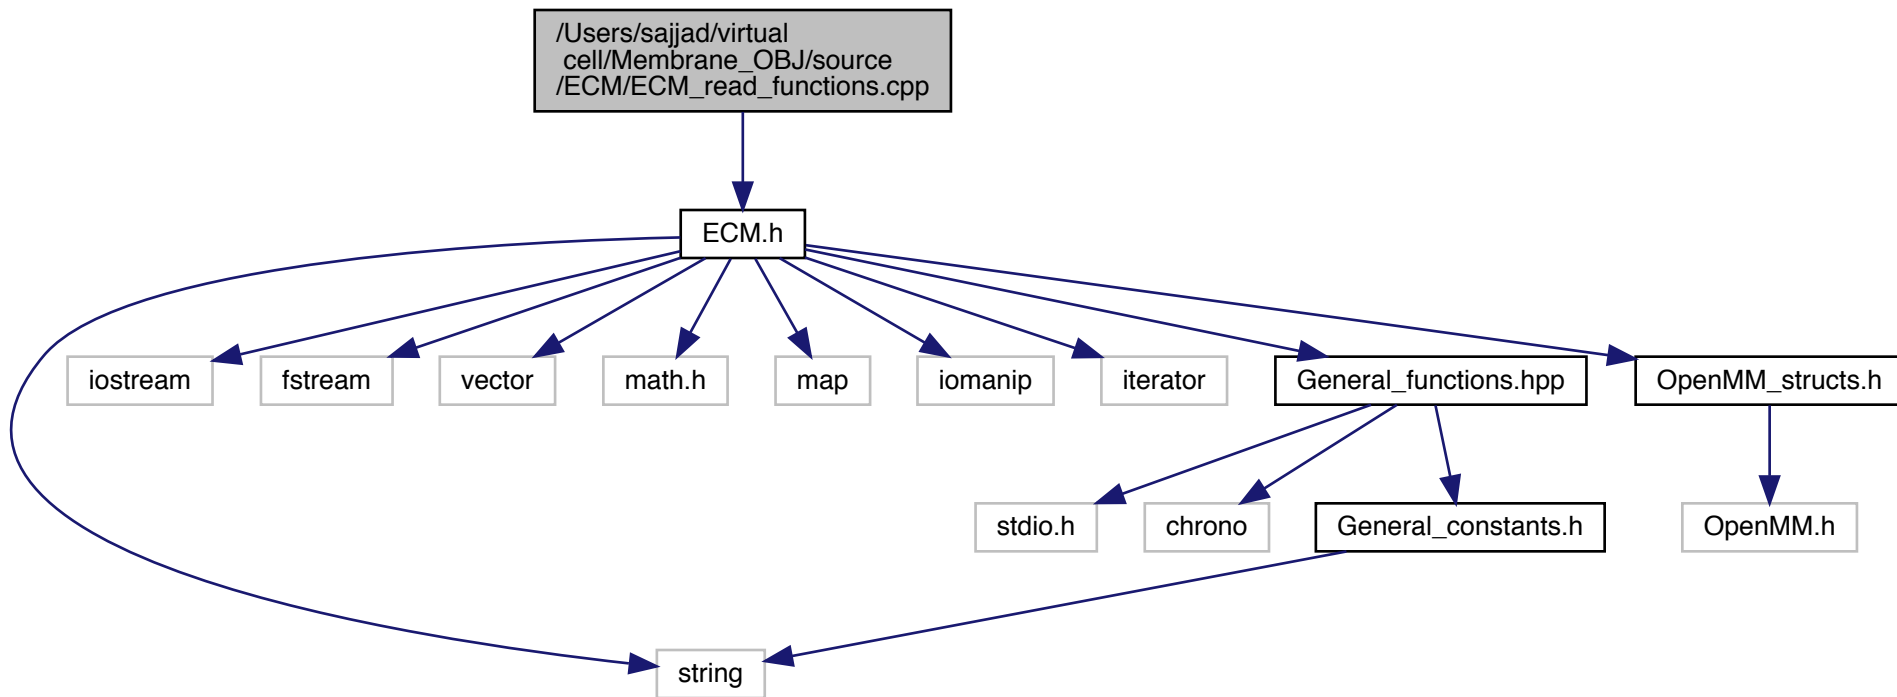 /Users/sajjad/virtual
cell/Membrane_OBJ/source
/ECM/ECM_read_functions.cpp
ECM.h
iostream
fstream
vector
math.h
map
iomanip
iterator
General_functions.hpp
OpenMM_structs.h
stdio.h
chrono
General_constants.h
OpenMM.h
string